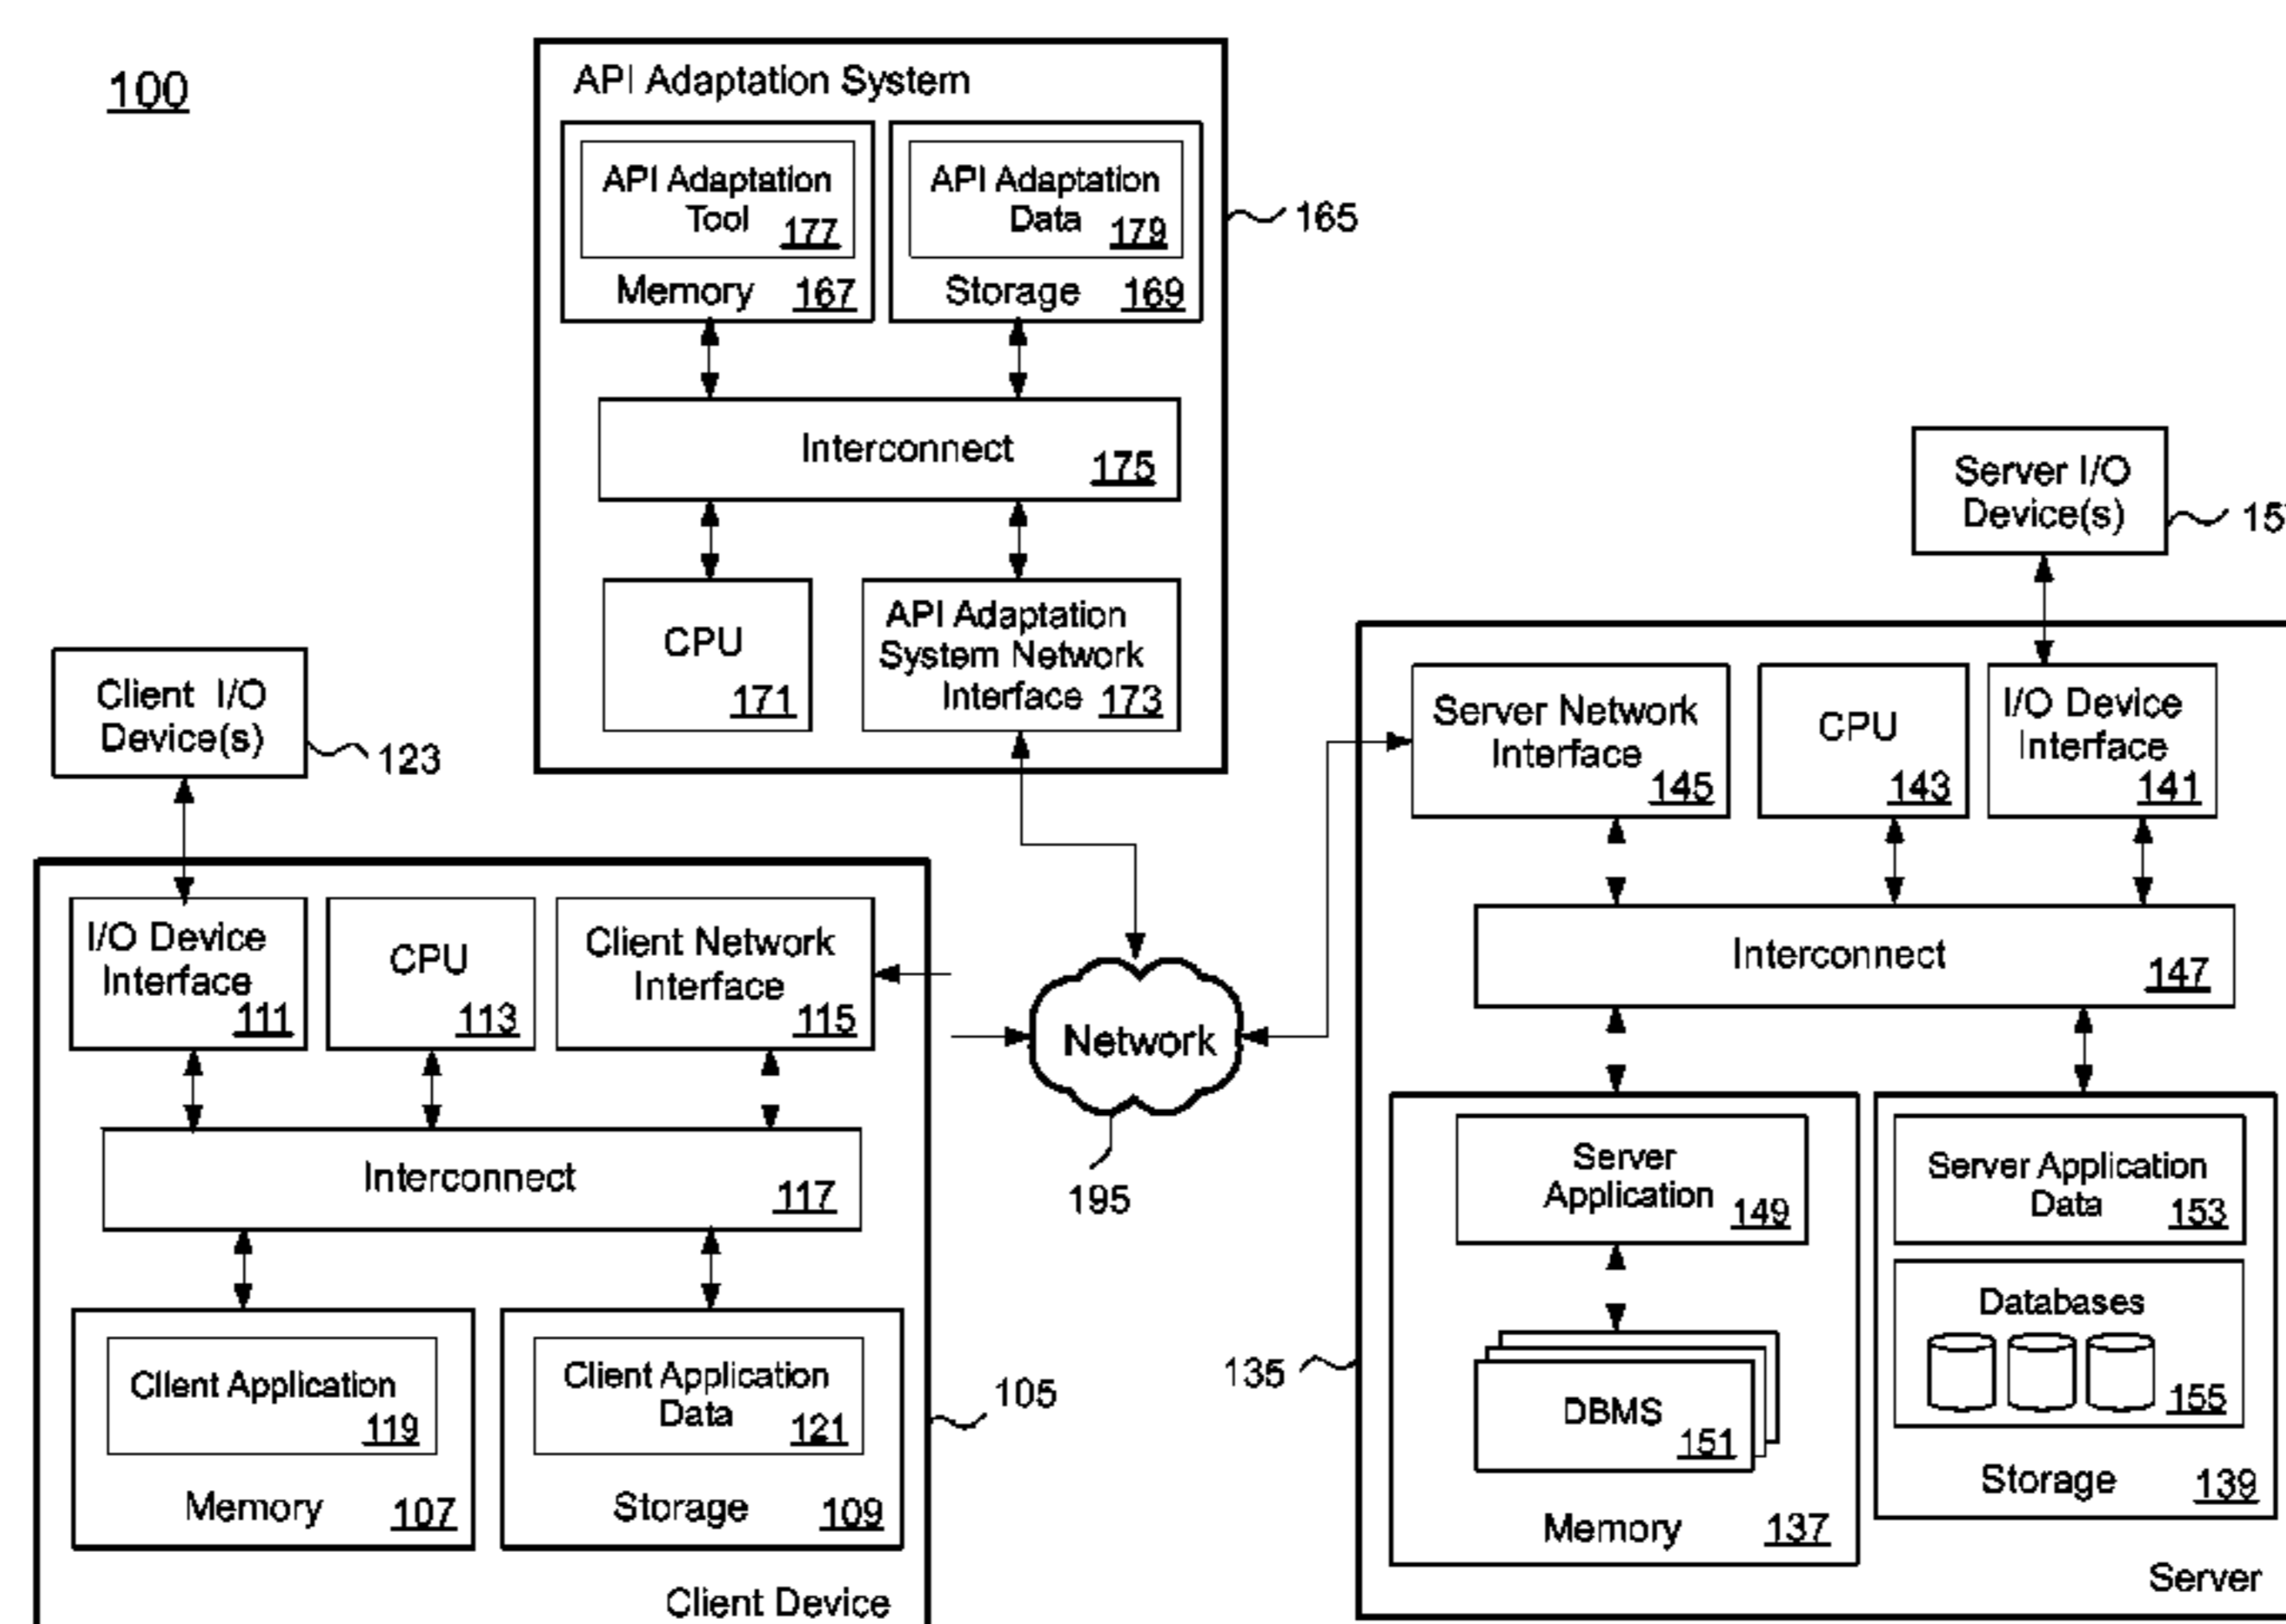 100
API Adaptation System
API Adaptation
Tool 177
Memory 167
API Adaptation
Data 179
Storage 169
165
Interconnect 175
CPU
171
API Adaptation
System Network
Interface 173
Client I/O
Device(s)
123
I/O Device
Interface
111
CPU
113
Client Network
Interface
115
Interconnect
117
Client Application
119
Memory 107
Client Application
Data 121
Storage 109
105
Client Device
Network
195
Server I/O
Device(s)
Server Network
Interface
145
CPU
143
I/O Device
Interface
141
Interconnect
147
Server
Application 149
DBMS
151
Memory 137
Server Application
Data 153
Databases
155
Storage 139
135
Server